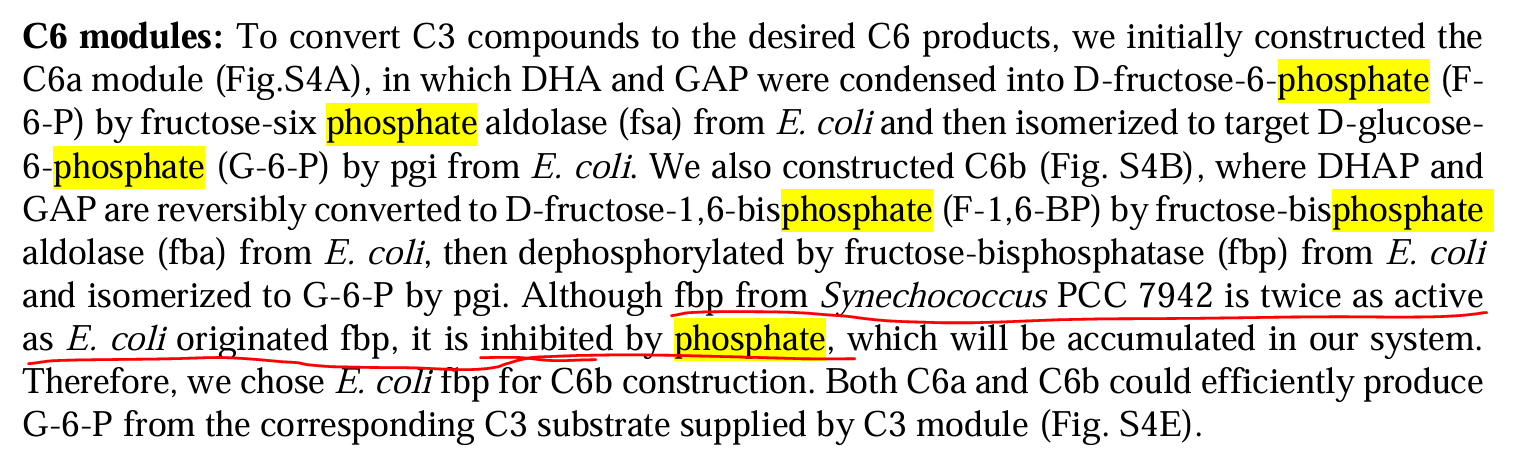 C6 modules: To convert C3 compounds to the desired C6 products, we initially constructed the
C6a module (Fig.S4A), in which DHA and GAP were condensed into D-fructose-6-phosphate (F-
6-P) by fructose-six phosphate aldolase (fsa) from E. coli and then isomerized to target D-glucose-
6-phosphate (G-6-P) by pgi from E. coli. We also constructed C6b (Fig. S4B), where DHAP and
GAP are reversibly converted to D-fructose-1,6-bisphosphate (F-1,6-BP) by fructose-bisphosphate
aldolase (fba) from E. coli, then dephosphorylated by fructose-bisphosphatase (fbp) from E. coli
and isomerized to G-6-P by pgi. Although fbp from Synechococcus PCC 7942 is twice as active
as E. coli originated fbp, it is inhibited by phosphate, which will be accumulated in our system.
Therefore, we chose E. coli fbp for C6b construction. Both C6a and C6b could efficiently produce
G-6-P from the corresponding C3 substrate supplied by C3 module (Fig. S4E).